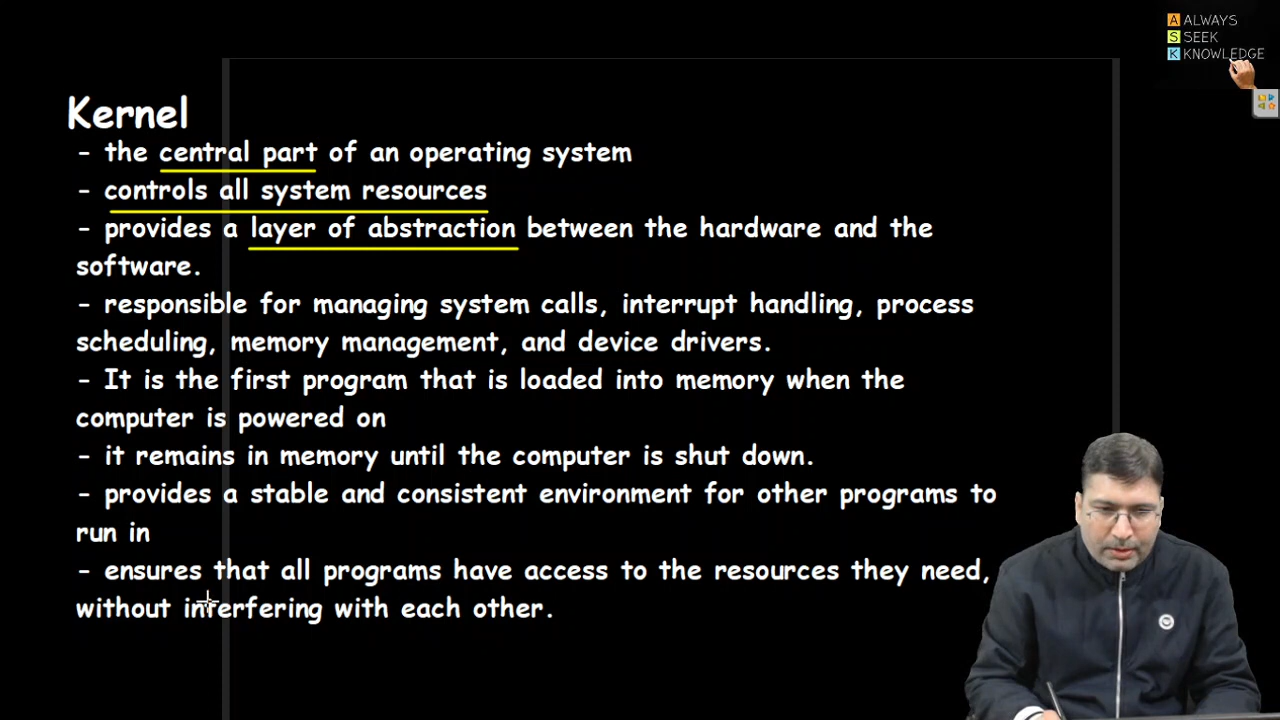 A ALWAYS
S SEEK
K KNOWLEDGE
Kernel
- the central part of an operating system
- controls all system resources
- provides a layer of abstraction between the hardware and the
software.
- responsible for managing system calls, interrupt handling, process
scheduling, memory management, and device drivers.
- It is the first program that is loaded into memory when the
computer is powered on
- it remains in memory until the computer is shut down.
- provides a stable and consistent environment for other programs to
run in
- ensures that all programs have access to the resources they need,
without interfering with each other.